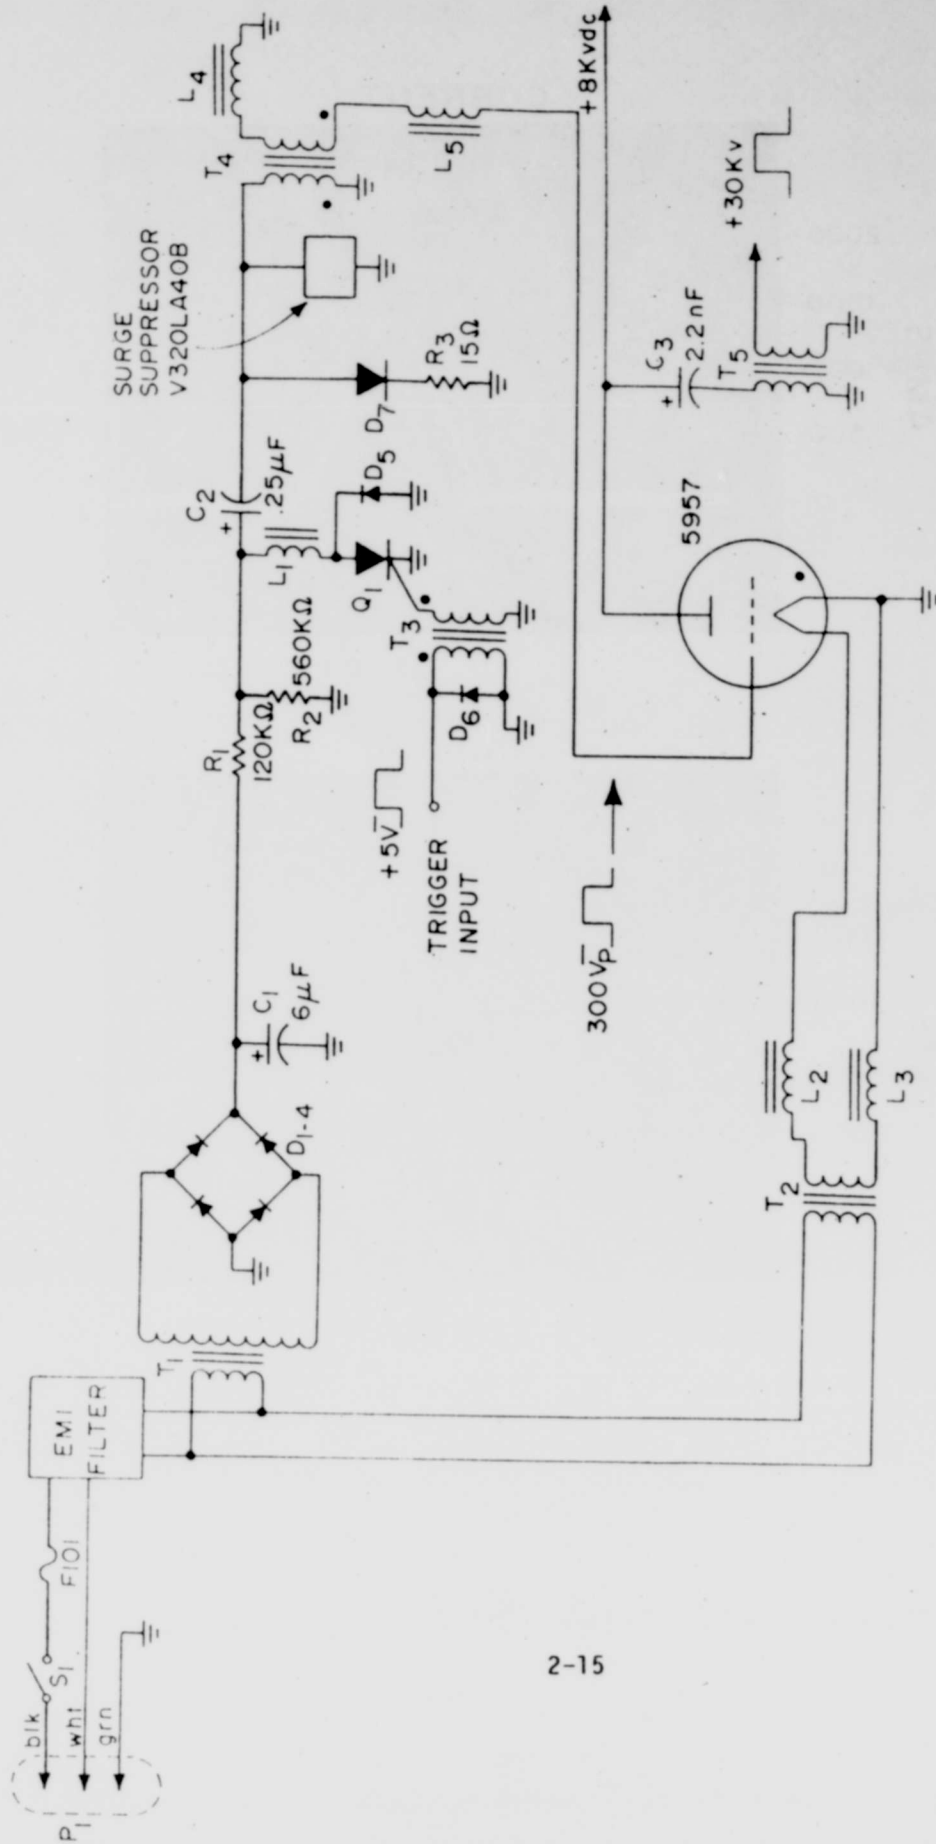 P1
blk
wht
grn
S1
F101
EMI
FILTER
T1
D1-4
C1
6μF
R1
120KΩ
560KΩ
R2
C2
.25μF
L1
Q1
D5
D7
R3
15Ω
SURGE
SUPPRESSOR
V320LA40B
T4
L4
L5
+5V
TRIGGER
INPUT
D6
T3
300Vp
5957
+8Kvdc
C3
2.2nF
T5
+30Kv
T2
L2
L3
2-15